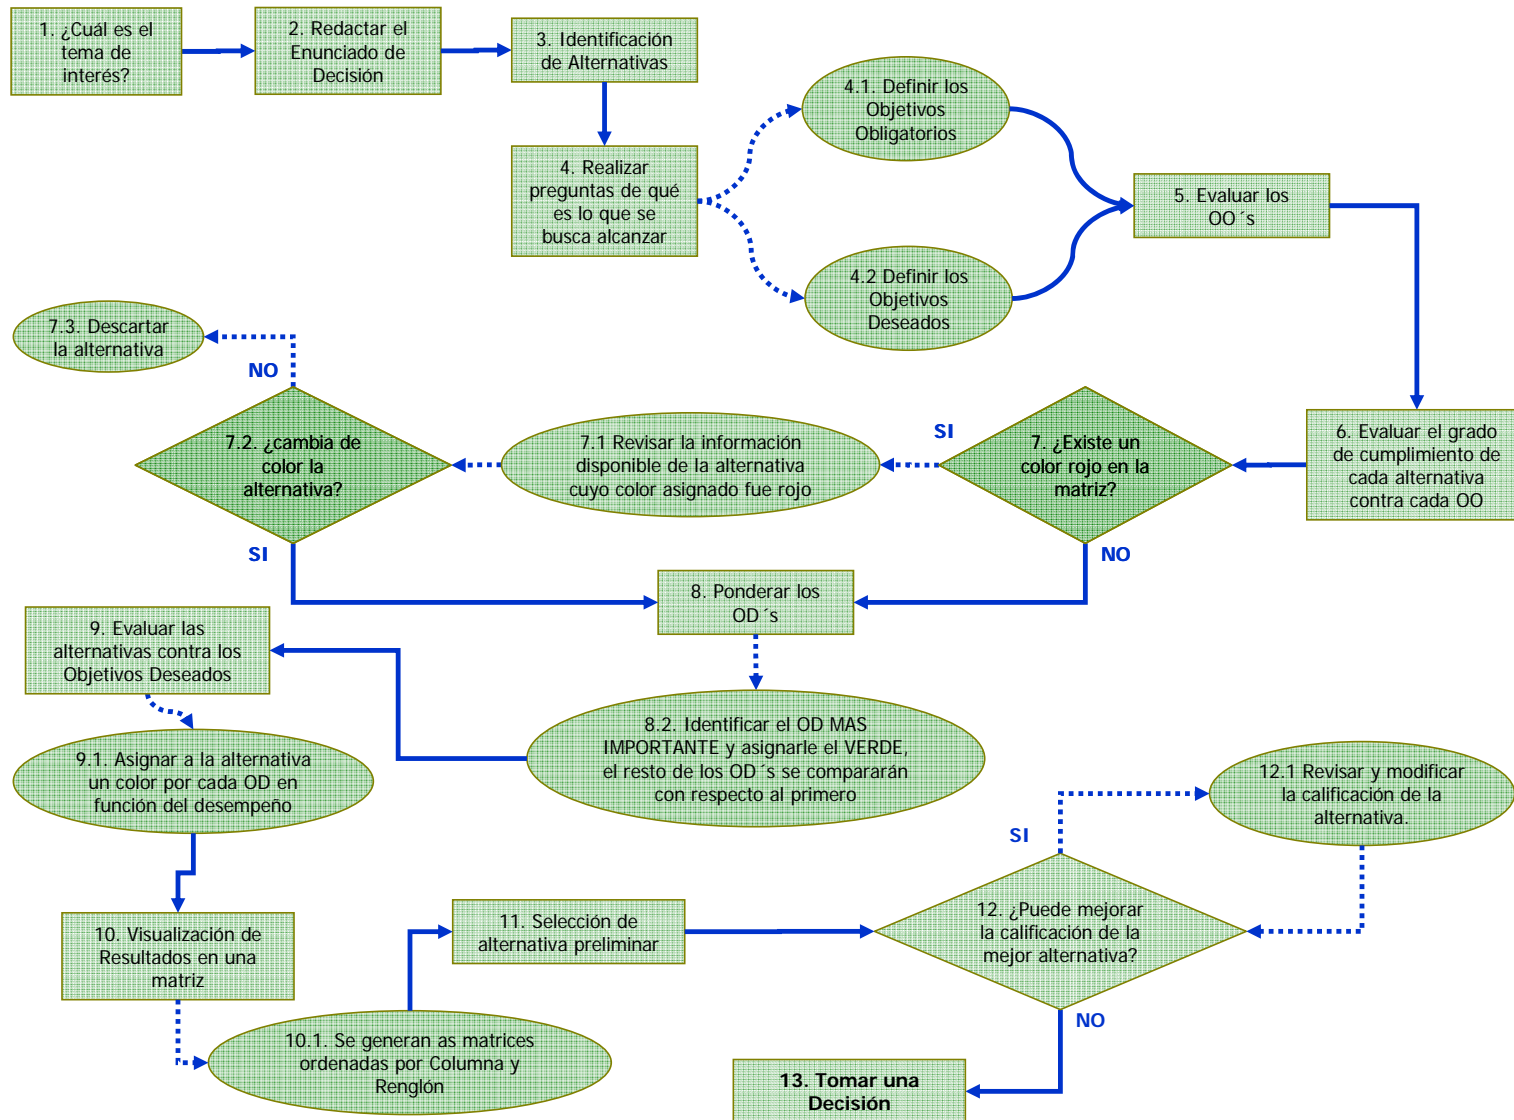 1. ¿Cuál es el
tema de
interés?
2. Redactar el
Enunciado de
Decisión
3. Identificación
de Alternativas
4. Realizar
preguntas de qué
es lo que se
busca alcanzar
4.1. Definir los
Objetivos
Obligatorios
4.2 Definir los
Objetivos
Deseados
5. Evaluar los
OO´s
6. Evaluar el grado
de cumplimiento de
cada alternativa
contra cada OO
7. ¿Existe un
color rojo en la
matriz?
SI
NO
7.1 Revisar la información
disponible de la alternativa
cuyo color asignado fue rojo
7.2. ¿cambia de
color la
alternativa?
NO
SI
7.3. Descartar
la alternativa
8. Ponderar los
OD´s
8.2. Identificar el OD MAS
IMPORTANTE y asignarle el VERDE,
el resto de los OD´s se compararán
con respecto al primero
9. Evaluar las
alternativas contra los
Objetivos Deseados
9.1. Asignar a la alternativa
un color por cada OD en
función del desempeño
10. Visualización de
Resultados en una
matriz
10.1. Se generan as matrices
ordenadas por Columna y
Renglón
11. Selección de
alternativa preliminar
12. ¿Puede mejorar
la calificación de la
mejor alternativa?
SI
NO
12.1 Revisar y modificar
la calificación de la
alternativa.
13. Tomar una
Decisión